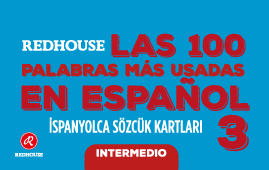 REDHOUSE LAS 100
PALABRAS MÁS USADAS
EN ESPAÑOL
İSPANYOLCA SÖZCÜK KARTLARI 3
R
REDHOUSE
INTERMEDIO